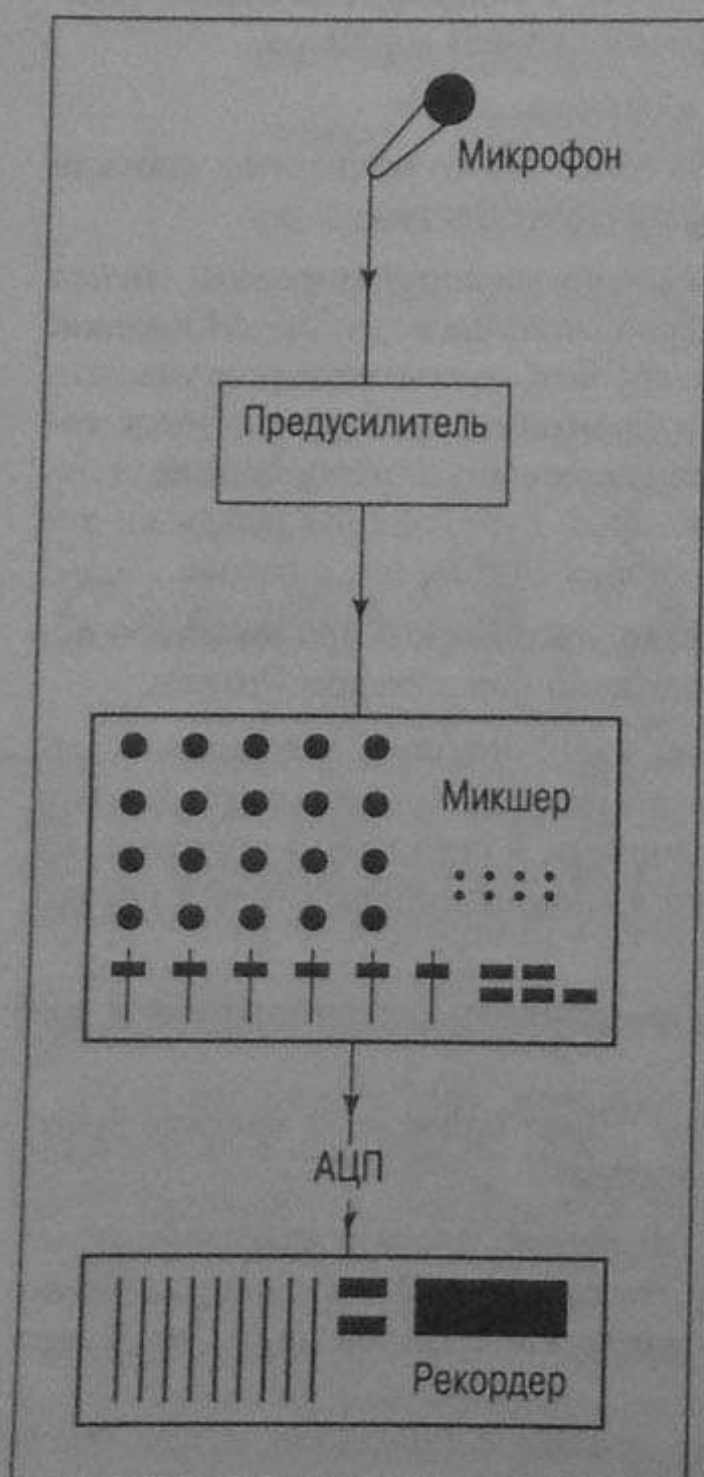 Микрофон
Предусилитель
Микшер
АЦП
Рекордер